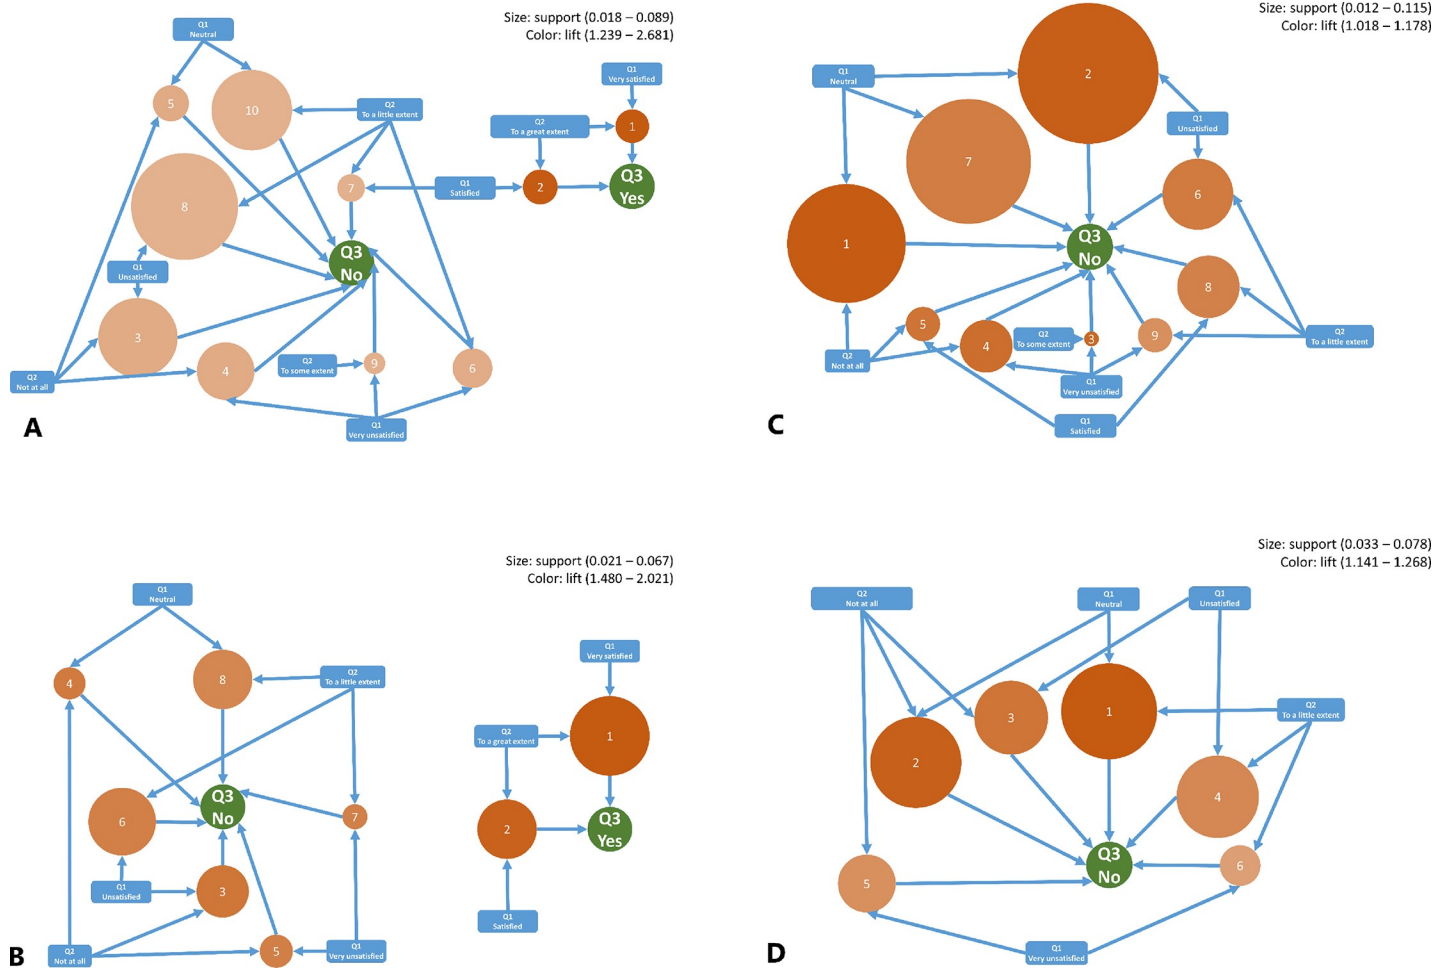 Size: support (0.018 – 0.089)
Color: lift (1.239 – 2.681)
Q1
Neutral
5
10
Q2
To a little extent
Q1
Very satisfied
Q2
To a great extent
1
8
7
Q1
Satisfied
2
Q3
Yes
Q3
No
Q1
Unsatisfied
3
4
Q2
To some extent
9
6
Q2
Not at all
Q1
Very unsatisfied
A
Size: support (0.012 – 0.115)
Color: lift (1.018 – 1.178)
Q1
Neutral
2
Q1
Unsatisfied
7
6
1
Q3
No
8
5
4
Q2
To some extent
3
9
Q2
To a little extent
Q2
Not at all
Q1
Very unsatisfied
Q1
Satisfied
C
Size: support (0.021 – 0.067)
Color: lift (1.480 – 2.021)
Q1
Neutral
4
8
Q2
To a little extent
Q1
Very satisfied
Q2
To a great extent
1
6
Q3
No
7
2
Q3
Yes
Q1
Unsatisfied
3
Q1
Satisfied
Q2
Not at all
5
Q1
Very unsatisfied
B
Size: support (0.033 – 0.078)
Color: lift (1.141 – 1.268)
Q2
Not at all
Q1
Neutral
Q1
Unsatisfied
3
1
Q2
To a little extent
2
4
Q3
No
5
6
Q1
Very unsatisfied
D